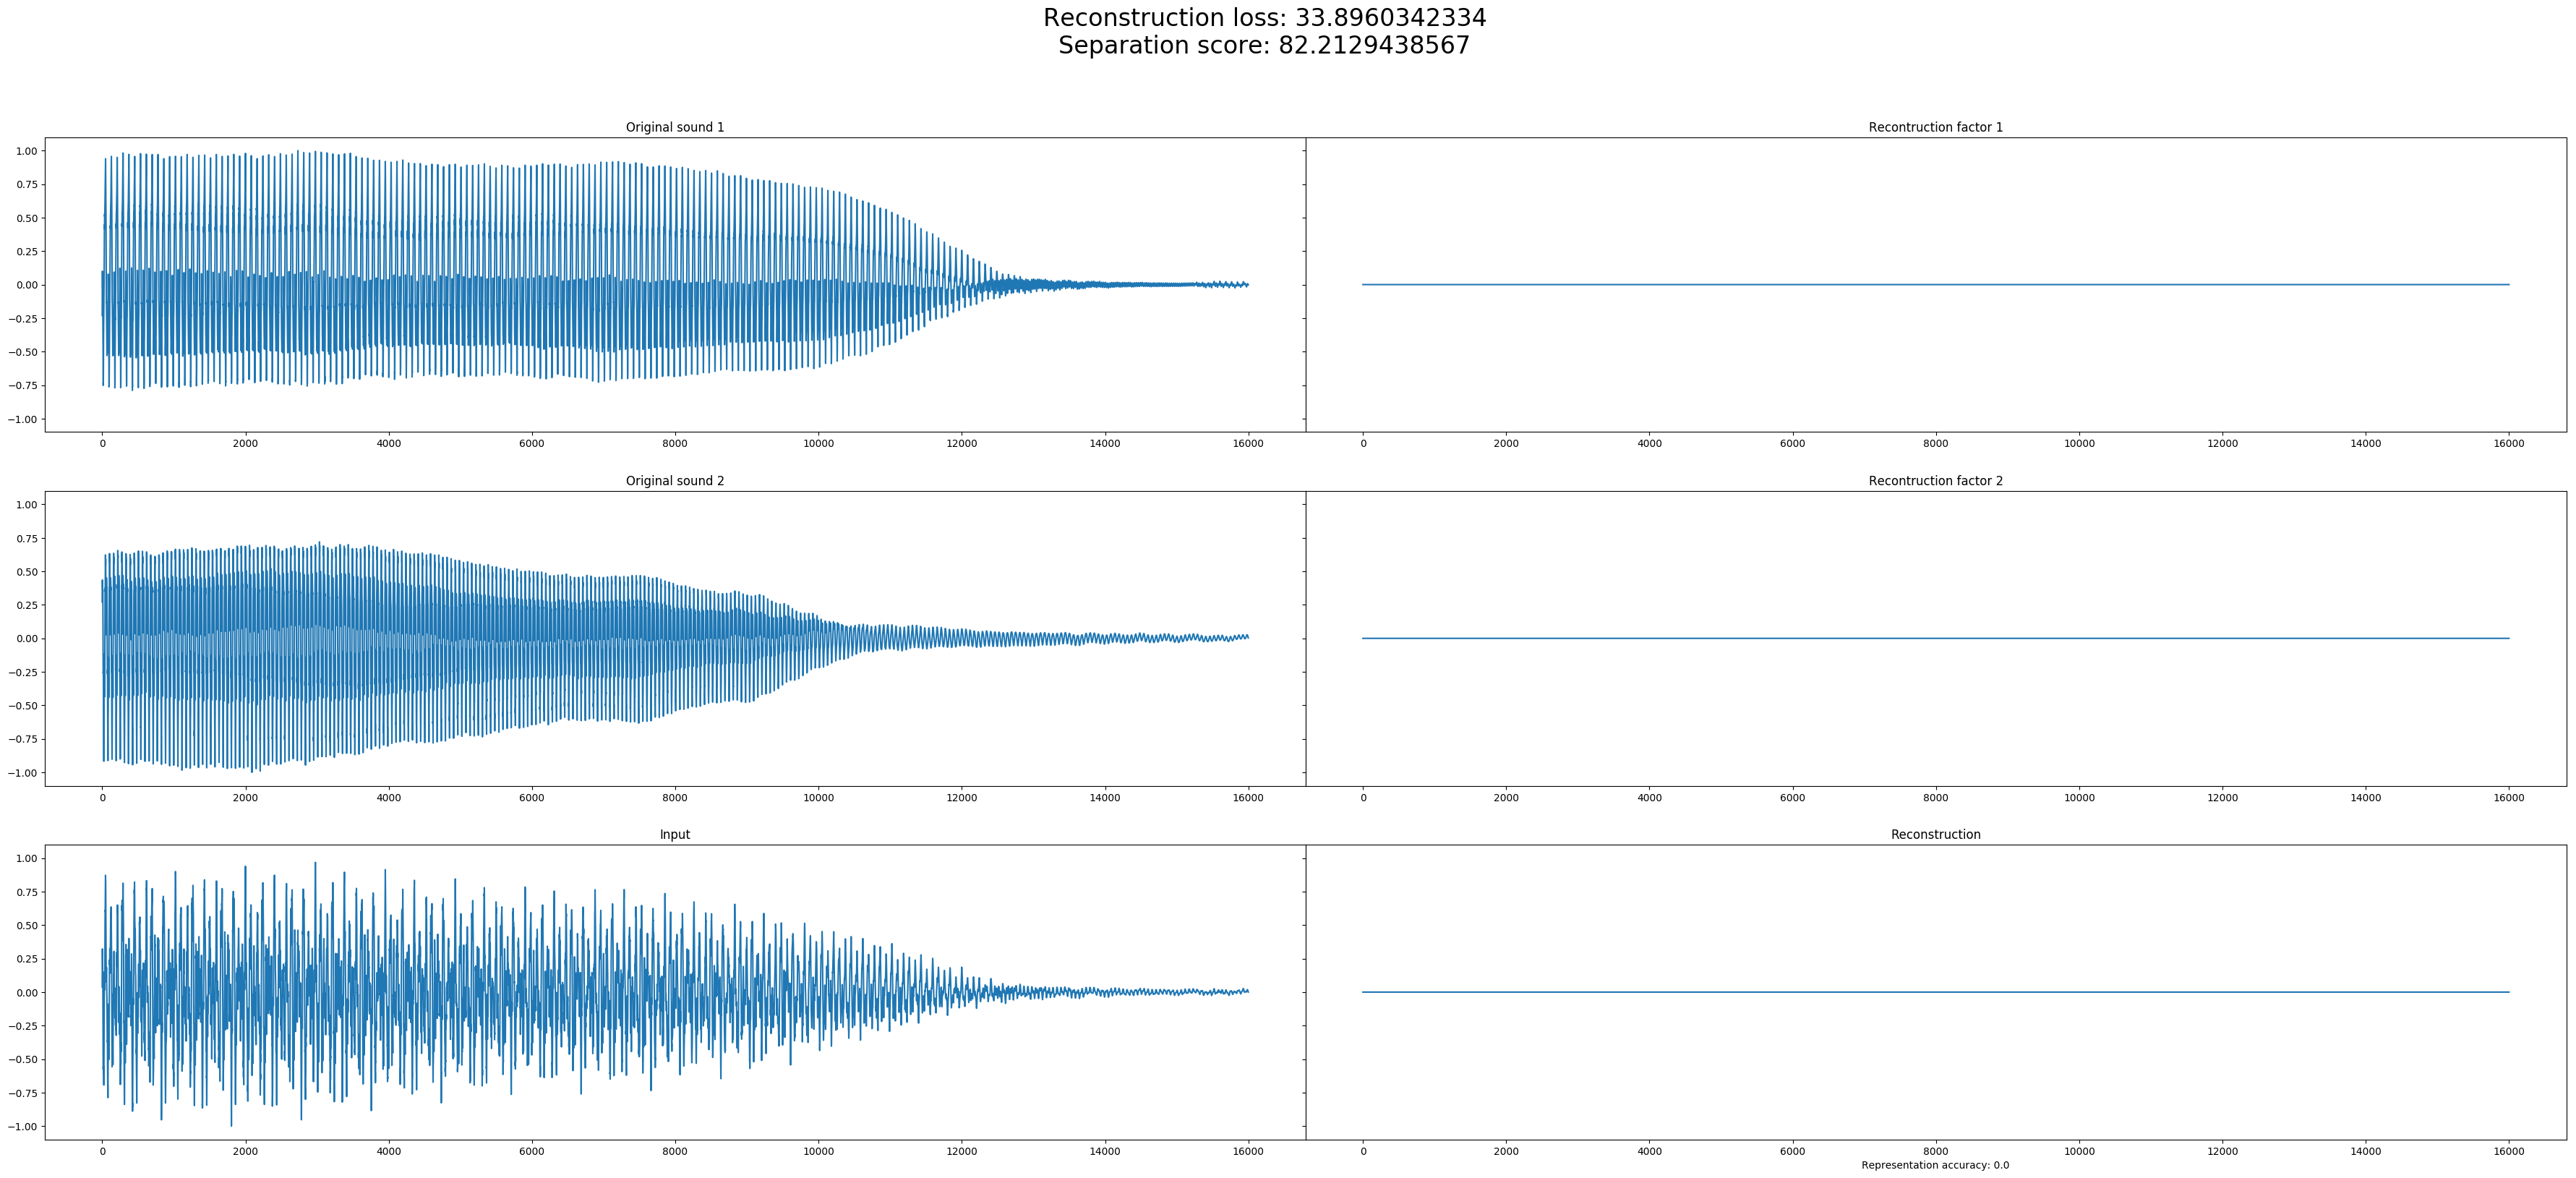 Reconstruction loss: 33.8960342334
Separation score: 82.2129438567
Original sound 1
Recontruction factor 1
1.00
0.75
0.50
0.25
0.00
−0.25
−0.50
−0.75
−1.00
0 2000 4000 6000 8000 10000 12000 14000 16000
0 2000 4000 6000 8000 10000 12000 14000 16000
Original sound 2
Recontruction factor 2
1.00
0.75
0.50
0.25
0.00
−0.25
−0.50
−0.75
−1.00
0 2000 4000 6000 8000 10000 12000 14000 16000
0 2000 4000 6000 8000 10000 12000 14000 16000
Input
Reconstruction
1.00
0.75
0.50
0.25
0.00
−0.25
−0.50
−0.75
−1.00
0 2000 4000 6000 8000 10000 12000 14000 16000
0 2000 4000 6000 8000 10000 12000 14000 16000
Representation accuracy: 0.0